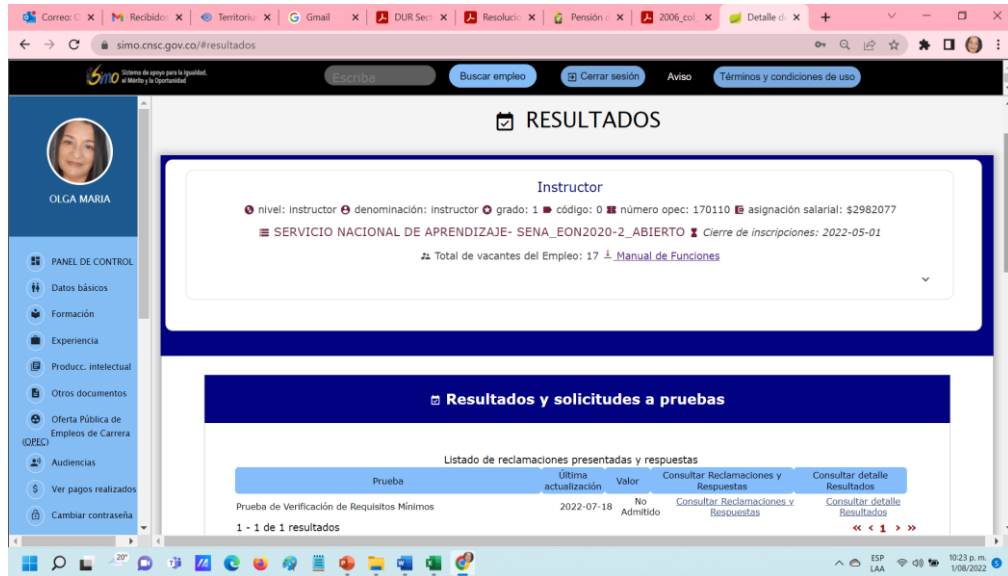 Correo: C
Recibidos
Territoriu
Gmail
DUR Sect
Resolucio
Pensión d
2006_col_
Detalle d
simo.cnsc.gov.co/#resultados
Simo Sistema de apoyo para la Igualdad,
el Mérito y la Oportunidad
Escriba
Buscar empleo
Cerrar sesión
Aviso
Términos y condiciones de uso
RESULTADOS
OLGA MARIA
PANEL DE CONTROL
Datos básicos
Formación
Experiencia
Producc. intelectual
Otros documentos
Oferta Pública de
Empleos de Carrera
(OPEC)
Audiencias
Ver pagos realizados
Cambiar contraseña
Instructor
nivel: instructor denominación: instructor grado: 1 código: 0 número opec: 170110 asignación salarial: $2982077
SERVICIO NACIONAL DE APRENDIZAJE- SENA_EON2020-2_ABIERTO Cierre de inscripciones: 2022-05-01
Total de vacantes del Empleo: 17 Manual de Funciones
Resultados y solicitudes a pruebas
Listado de reclamaciones presentadas y respuestas
Prueba
Última
actualización
Valor
Consultar Reclamaciones y
Respuestas
Consultar detalle
Resultados
Prueba de Verificación de Requisitos Mínimos
2022-07-18
No
Admitido
Consultar Reclamaciones y
Respuestas
Consultar detalle
Resultados
1 - 1 de 1 resultados
« ‹ 1 › »
20°
ESP
LAA
10:23 p. m.
1/08/2022